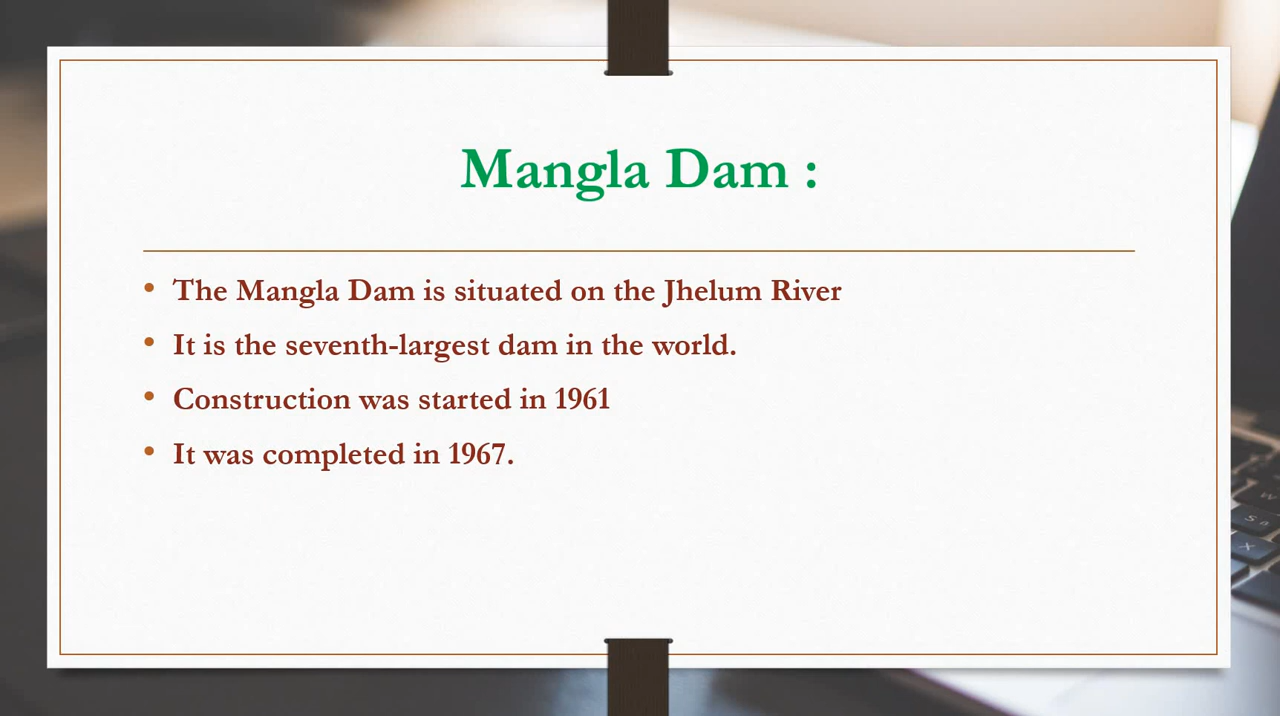 Mangla Dam :
• The Mangla Dam is situated on the Jhelum River
• It is the seventh-largest dam in the world.
• Construction was started in 1961
• It was completed in 1967.
W
S
X